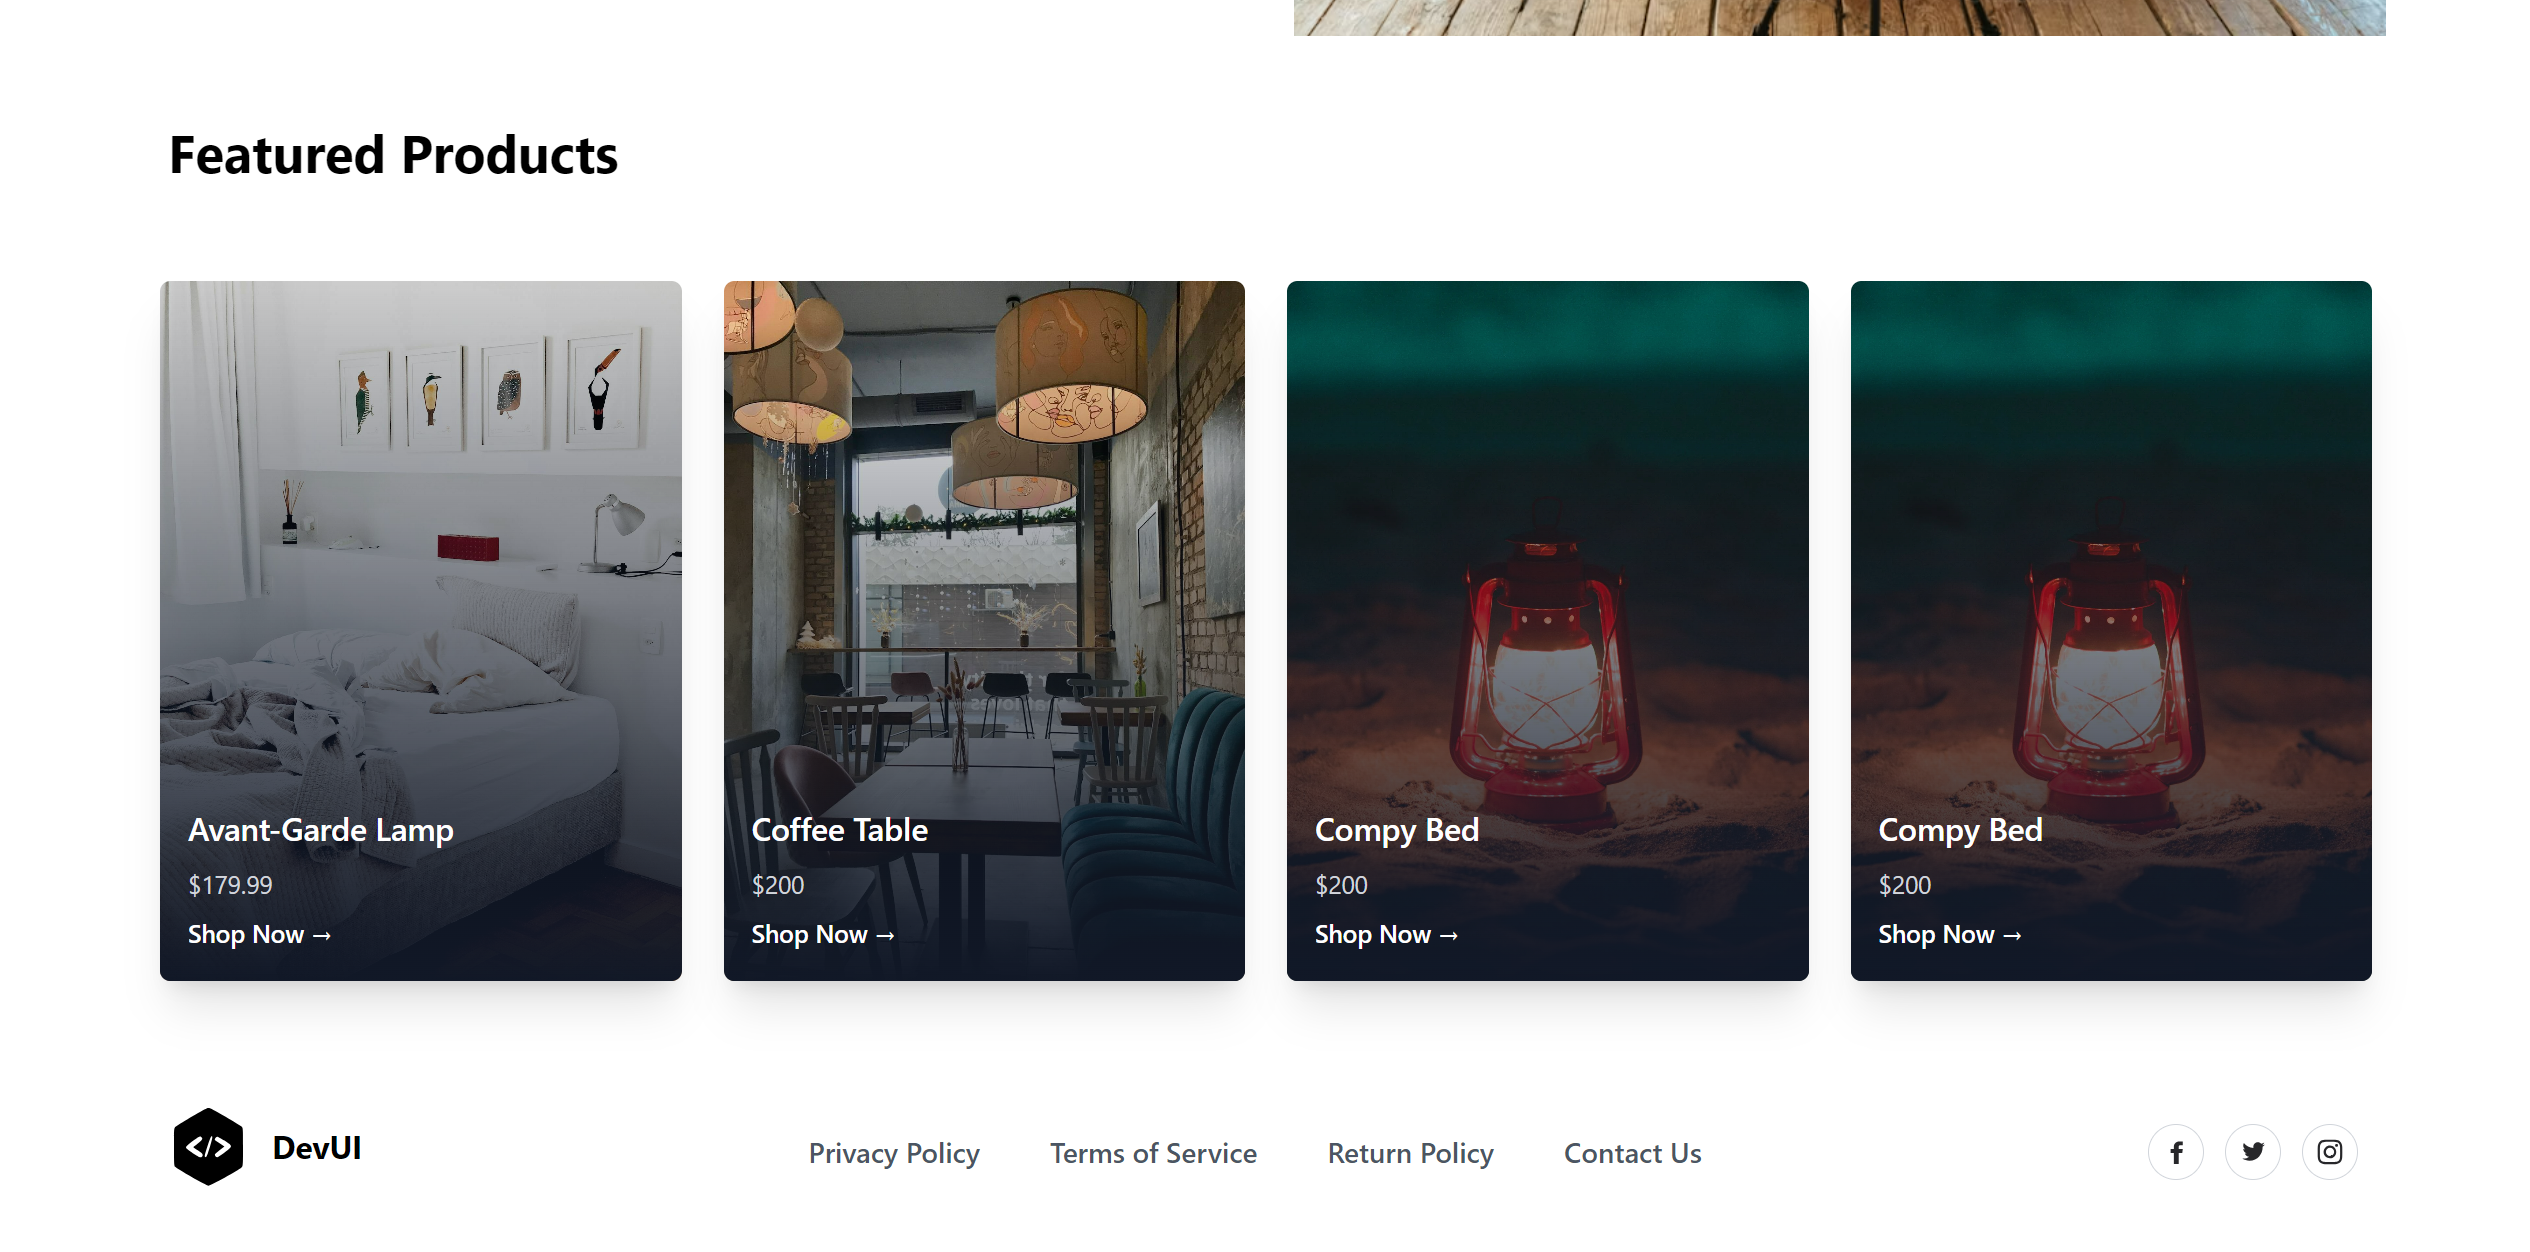 Featured Products
Avant-Garde Lamp
$179.99
Shop Now →
Coffee Table
$200
Shop Now →
Compy Bed
$200
Shop Now →
Compy Bed
$200
Shop Now →
</> DevUI
Privacy Policy
Terms of Service
Return Policy
Contact Us